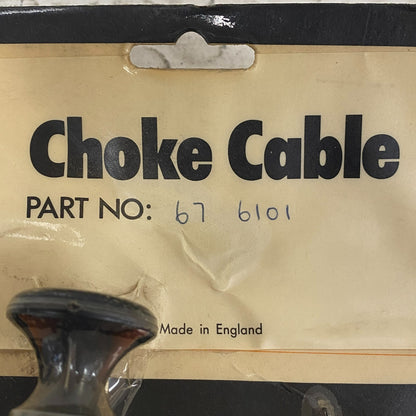 Choke Cable
PART NO: 67 6101
Made in England